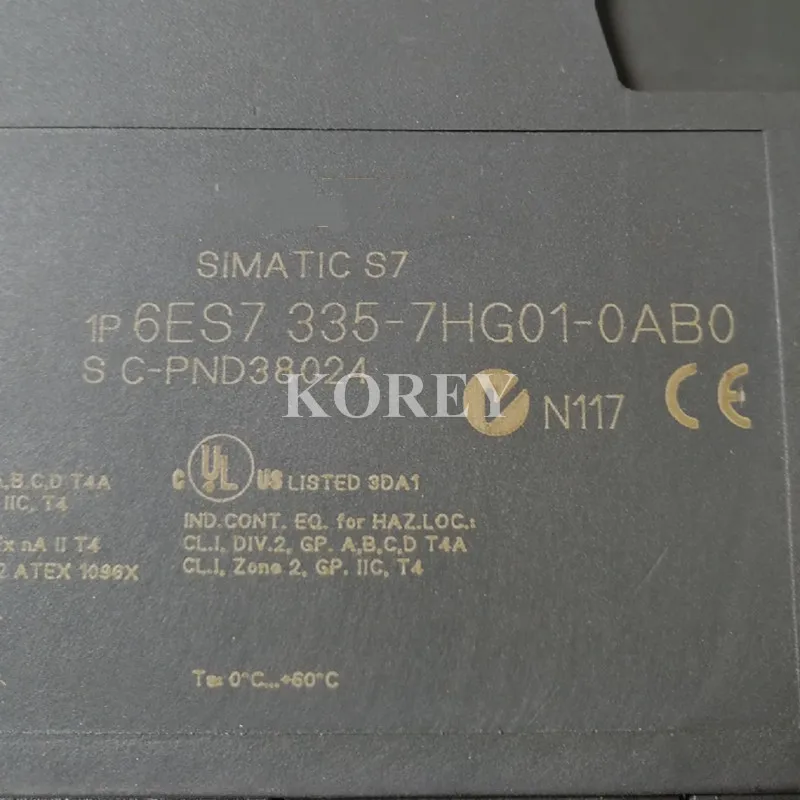 SIMATIC S7
1P 6ES7 335-7HG01-0AB0
S C-PND38024
KOREY
N117 CE
C UL US LISTED 3DA1
A,B,C,D T4A
IIC, T4
IND.CONT. EQ. for HAZ.LOC.:
x nA II T4
CL.I, DIV.2, GP. A,B,C,D T4A
2 ATEX 1096X
CL.I, Zone 2, GP. IIC, T4
Ta: 0°C...+60°C